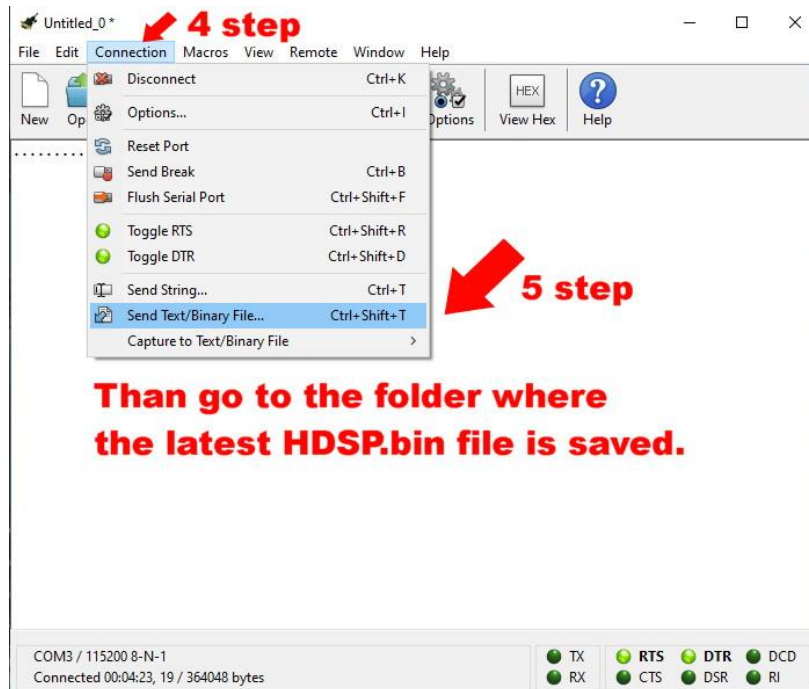 Untitled_0 *
4 step
File Edit Connection Macros View Remote Window Help
Disconnect Ctrl+K
Options... Ctrl+I
Reset Port
Send Break Ctrl+B
Flush Serial Port Ctrl+Shift+F
Toggle RTS Ctrl+Shift+R
Toggle DTR Ctrl+Shift+D
Send String... Ctrl+T
Send Text/Binary File... Ctrl+Shift+T
Capture to Text/Binary File >
New Op ptions View Hex Help
HEX
..........
5 step
Than go to the folder where
the latest HDSP.bin file is saved.
COM3 / 115200 8-N-1
Connected 00:04:23, 19 / 364048 bytes
TX RTS DTR DCD
RX CTS DSR RI